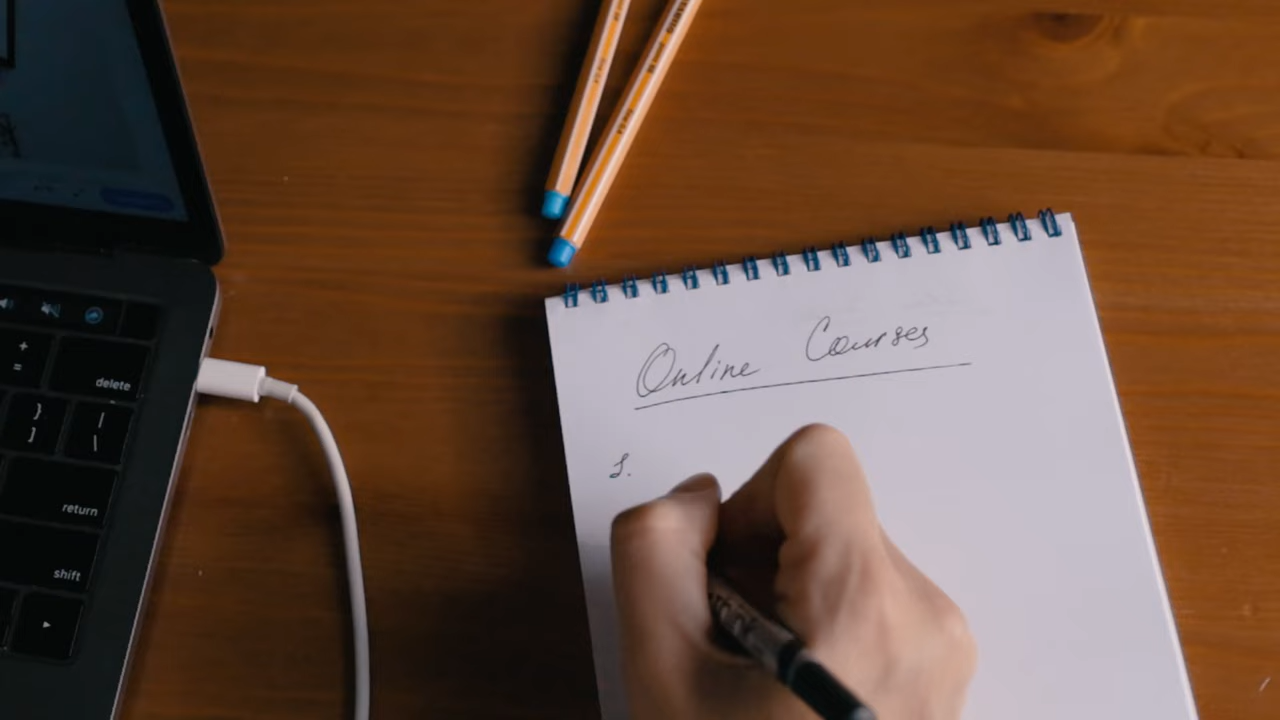 Online Courses
1.
+
=
delete
}
]
|
\
return
shift